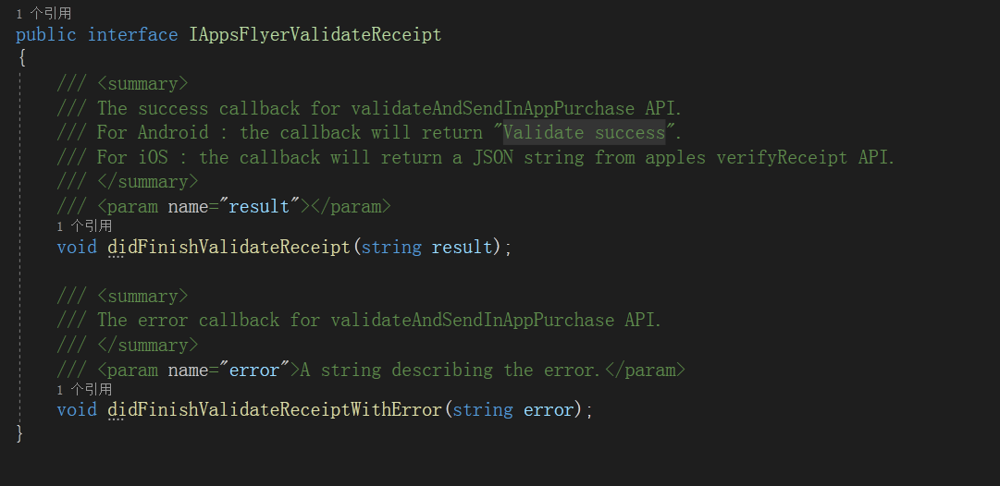 1 个引用
public interface IAppsFlyerValidateReceipt
{
/// <summary>
/// The success callback for validateAndSendInAppPurchase API.
/// For Android : the callback will return "Validate success".
/// For iOS : the callback will return a JSON string from apples verifyReceipt API.
/// </summary>
/// <param name="result"></param>
1 个引用
void didFinishValidateReceipt(string result);
/// <summary>
/// The error callback for validateAndSendInAppPurchase API.
/// </summary>
/// <param name="error">A string describing the error.</param>
1 个引用
void didFinishValidateReceiptWithError(string error);
}